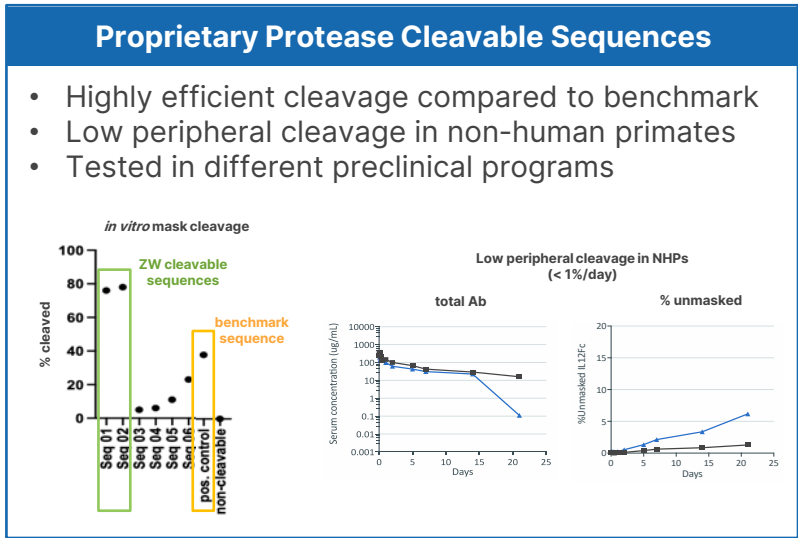 Proprietary Protease Cleavable Sequences
• Highly efficient cleavage compared to benchmark
• Low peripheral cleavage in non-human primates
• Tested in different preclinical programs
in vitro mask cleavage
ZW cleavable
sequences
benchmark
sequence
% cleaved
100
80
60
40
20
0
Seq 01
Seq 02
Seq 03
Seq 04
Seq 05
Seq 06
pos. control
non-cleavable
Low peripheral cleavage in NHPs
(< 1%/day)
total Ab
Serum concentration (ug/mL)
10000
1000
100
10
1
0.1
0.01
0.001
0 5 10 15 20 25
Days
% unmasked
%Unmasked IL12Fc
20
15
10
5
0
0 5 10 15 20 25
Days